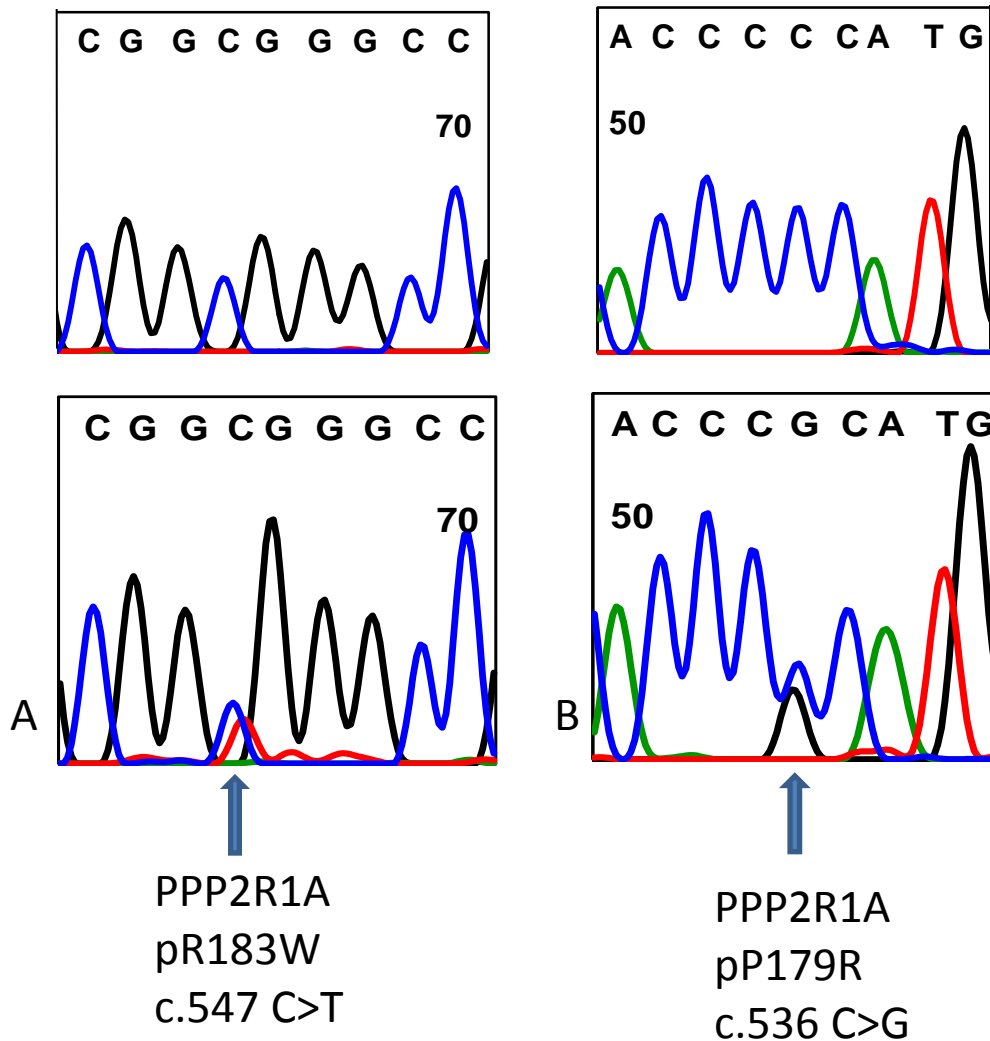 C G G C G G G C C
70
A C C C C C A T G
50
C G G C G G G C C
70
A C C C G C A T G
50
A
B
PPP2R1A
pR183W
c.547 C>T
PPP2R1A
pP179R
c.536 C>G